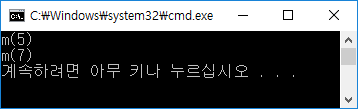 C:\Windows\system32\cmd.exe
m(5)
m(7)
계속하려면 아무 키나 누르십시오 . . .